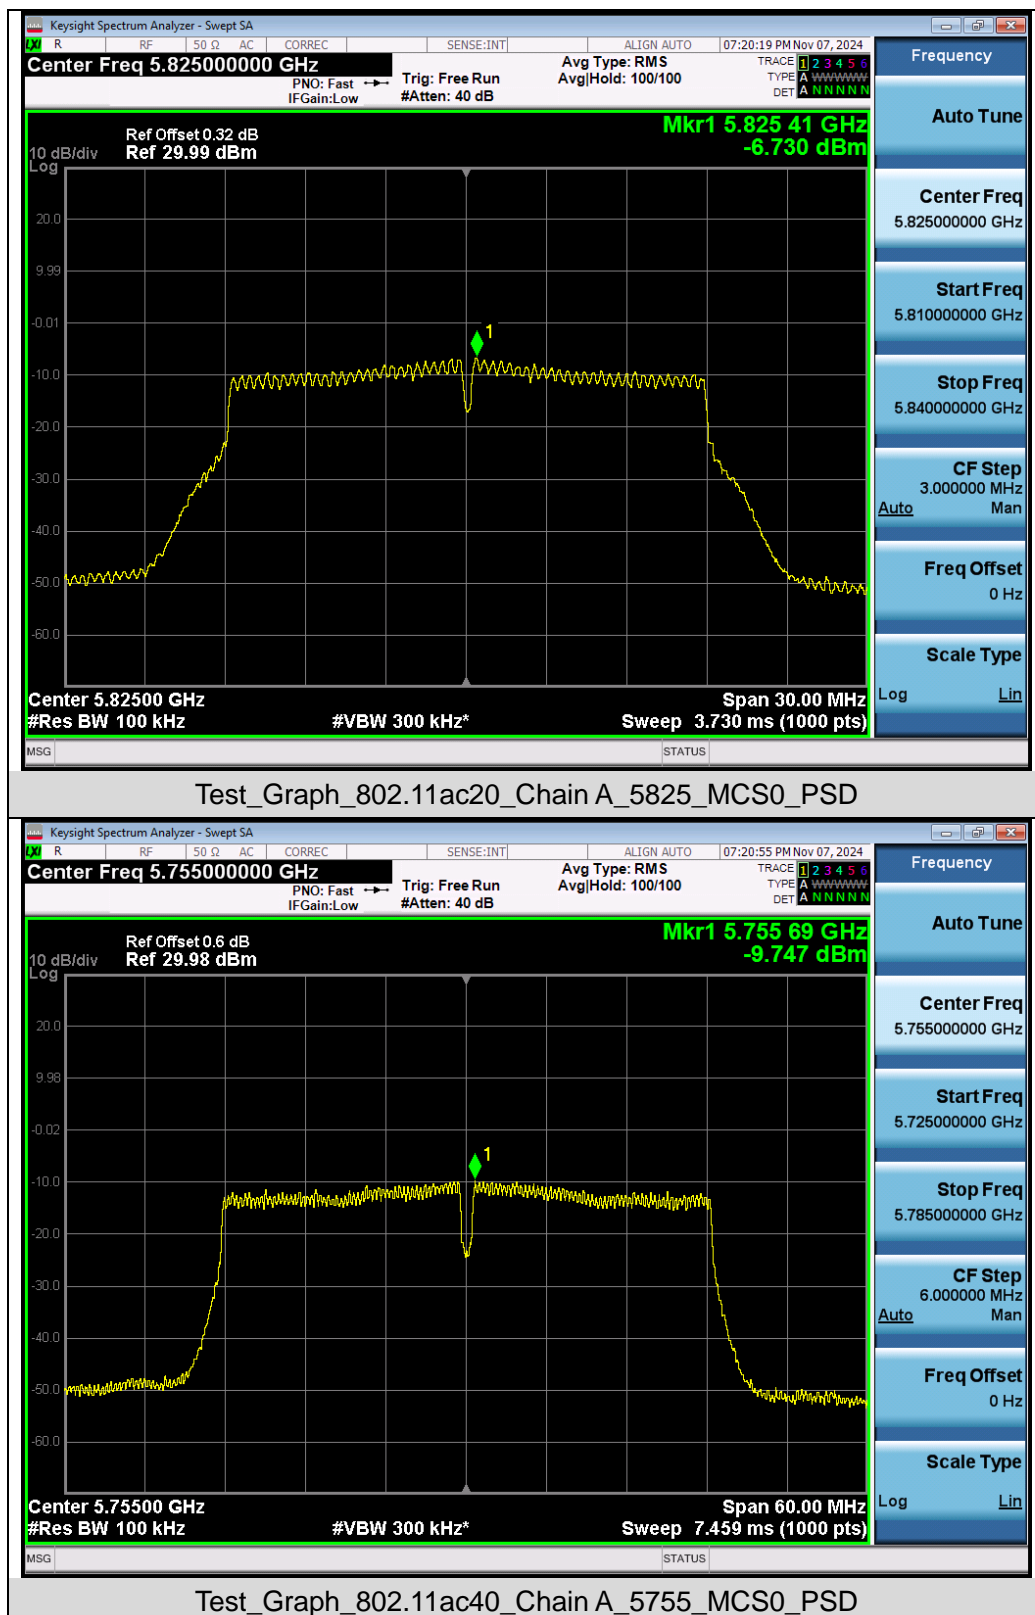 Keysight Spectrum Analyzer - Swept SA
LXI R RF 50 Ω AC CORREC SENSE:INT ALIGN AUTO 07:20:19 PM Nov 07, 2024
Center Freq 5.825000000 GHz Avg Type: RMS TRACE 1 2 3 4 5 6
PNO: Fast Trig: Free Run Avg|Hold: 100/100 TYPE A WWWWW
IFGain:Low #Atten: 40 dB DET A N N N N N
Mkr1 5.825 41 GHz
-6.730 dBm
Ref Offset 0.32 dB
10 dB/div Ref 29.99 dBm
Log
20.0
9.99
-0.01
1
-10.0
-20.0
-30.0
-40.0
-50.0
-60.0
Center 5.82500 GHz Span 30.00 MHz
#Res BW 100 kHz #VBW 300 kHz* Sweep 3.730 ms (1000 pts)
MSG STATUS
Frequency
Auto Tune
Center Freq
5.825000000 GHz
Start Freq
5.810000000 GHz
Stop Freq
5.840000000 GHz
CF Step
3.000000 MHz
Auto Man
Freq Offset
0 Hz
Scale Type
Log Lin
Test_Graph_802.11ac20_Chain A_5825_MCS0_PSD
Keysight Spectrum Analyzer - Swept SA
LXI R RF 50 Ω AC CORREC SENSE:INT ALIGN AUTO 07:20:55 PM Nov 07, 2024
Center Freq 5.755000000 GHz Avg Type: RMS TRACE 1 2 3 4 5 6
PNO: Fast Trig: Free Run Avg|Hold: 100/100 TYPE A WWWWW
IFGain:Low #Atten: 40 dB DET A N N N N N
Mkr1 5.755 69 GHz
-9.747 dBm
Ref Offset 0.6 dB
10 dB/div Ref 29.98 dBm
Log
20.0
9.98
-0.02
1
-10.0
-20.0
-30.0
-40.0
-50.0
-60.0
Center 5.75500 GHz Span 60.00 MHz
#Res BW 100 kHz #VBW 300 kHz* Sweep 7.459 ms (1000 pts)
MSG STATUS
Frequency
Auto Tune
Center Freq
5.755000000 GHz
Start Freq
5.725000000 GHz
Stop Freq
5.785000000 GHz
CF Step
6.000000 MHz
Auto Man
Freq Offset
0 Hz
Scale Type
Log Lin
Test_Graph_802.11ac40_Chain A_5755_MCS0_PSD